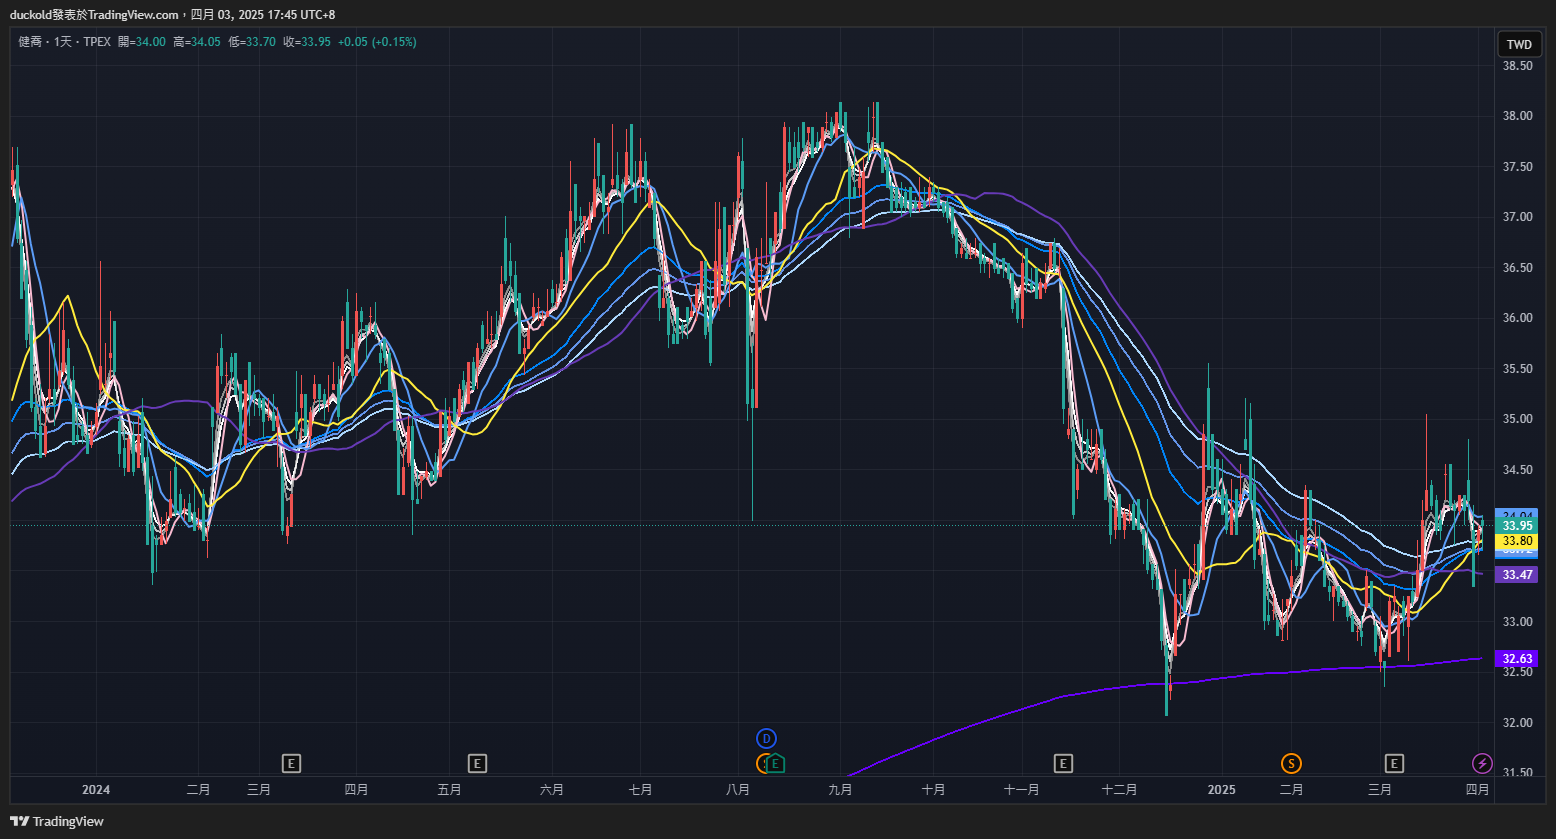 duckold發表於TradingView.com，四月 03, 2025 17:45 UTC+8
健喬 · 1天 · TPEX 開=34.00 高=34.05 低=33.70 收=33.95 +0.05 (+0.15%)
TWD
38.50
38.00
37.50
37.00
36.50
36.00
35.50
35.00
34.50
34.04
33.95
33.80
33.47
33.00
32.63
32.50
32.00
31.50
D
E E E E S E
2024 二月 三月 四月 五月 六月 七月 八月 九月 十月 十一月 十二月 2025 二月 三月 四月
TradingView